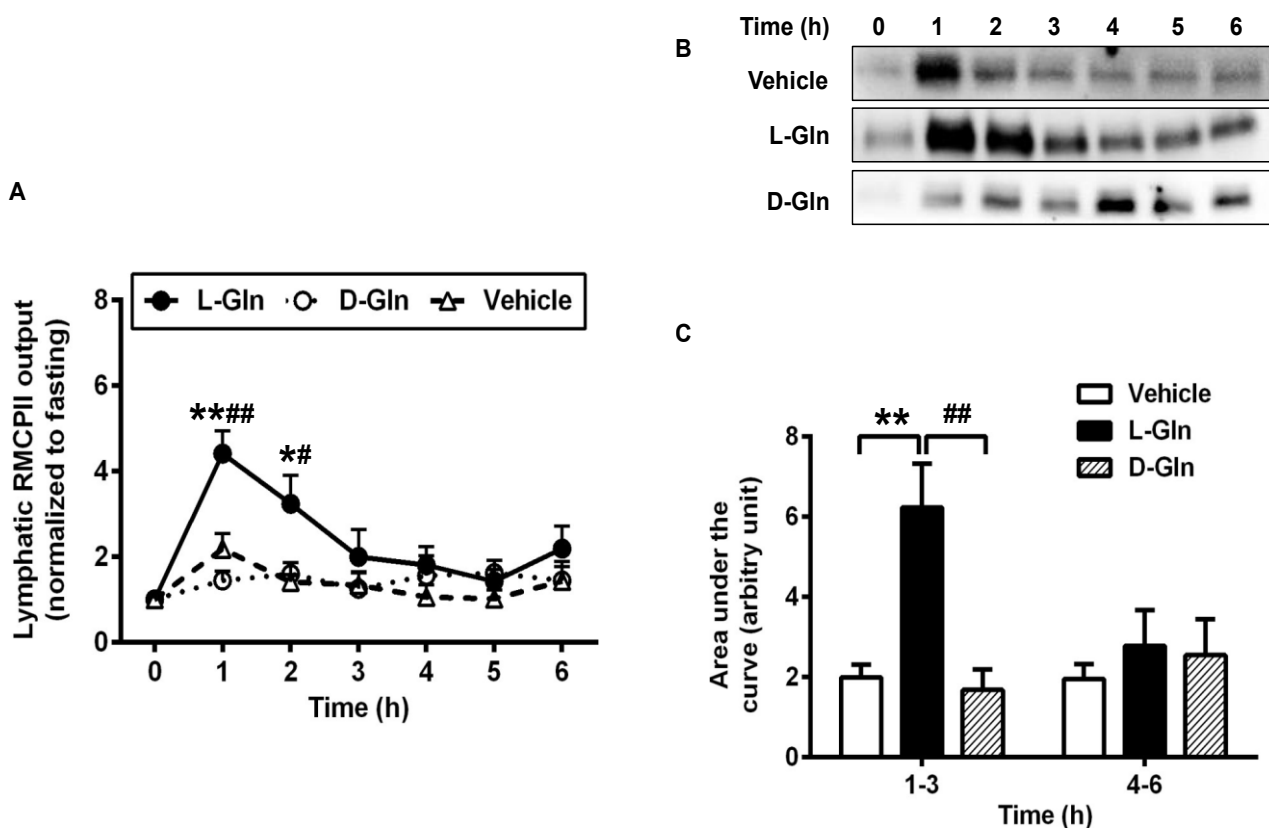 A
L-Gln D-Gln Vehicle
8
6
4
2
0
**## *#
Lymphatic RMCPII output
(normalized to fasting)
0 1 2 3 4 5 6
Time (h)
B
Time (h) 0 1 2 3 4 5 6
Vehicle
L-Gln
D-Gln
C
Vehicle
L-Gln
D-Gln
** ##
8
6
4
2
0
Area under the
curve (arbitry unit)
1-3 4-6
Time (h)